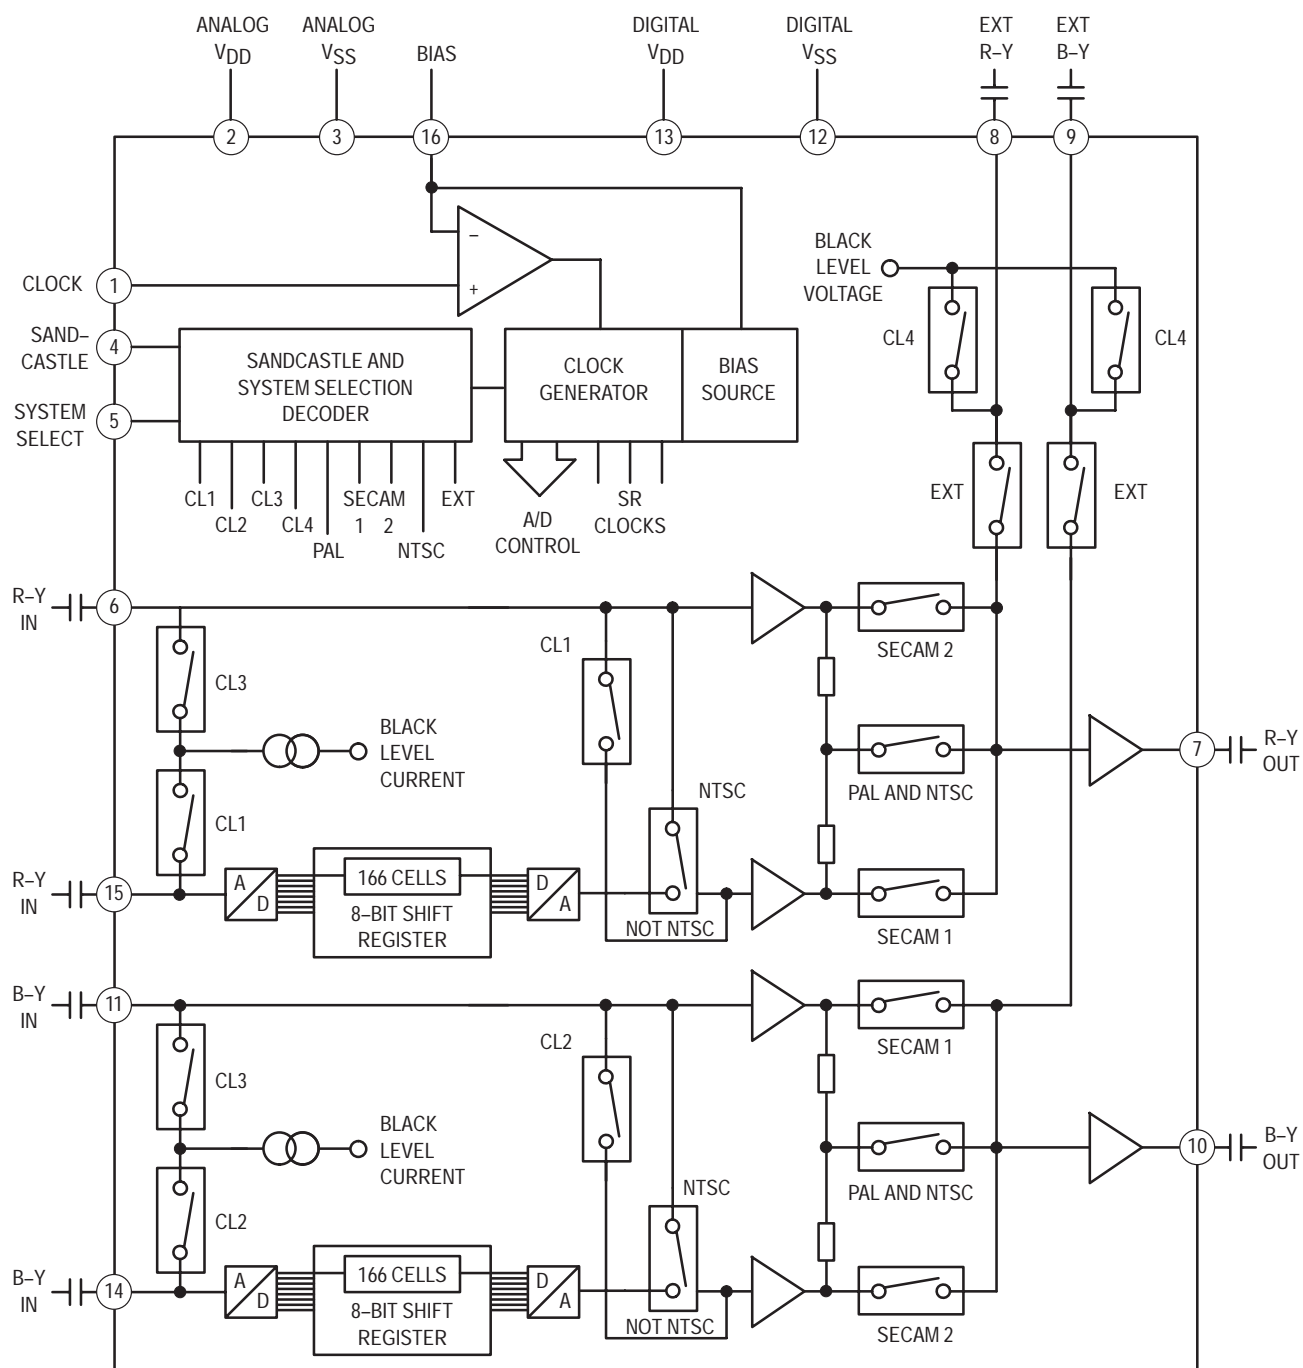 ANALOG
VDD
ANALOG
VSS
BIAS
DIGITAL
VDD
DIGITAL
VSS
EXT
R–Y
EXT
B–Y
2
3
16
13
12
8
9
–
+
CLOCK
1
SAND–
CASTLE
4
SYSTEM
SELECT
5
SANDCASTLE AND
SYSTEM SELECTION
DECODER
CLOCK
GENERATOR
BIAS
SOURCE
BLACK
LEVEL
VOLTAGE
CL4
CL4
CL1
CL2
CL3
CL4
PAL
SECAM
1 2
NTSC
EXT
A/D
CONTROL
SR
CLOCKS
EXT
EXT
R–Y
IN
6
CL3
CL1
SECAM 2
BLACK
LEVEL
CURRENT
CL1
NTSC
PAL AND NTSC
7
R–Y
OUT
R–Y
IN
15
A
D
166 CELLS
8–BIT SHIFT
REGISTER
D
A
NOT NTSC
SECAM 1
B–Y
IN
11
CL3
CL2
SECAM 1
BLACK
LEVEL
CURRENT
CL2
NTSC
PAL AND NTSC
10
B–Y
OUT
B–Y
IN
14
A
D
166 CELLS
8–BIT SHIFT
REGISTER
D
A
NOT NTSC
SECAM 2